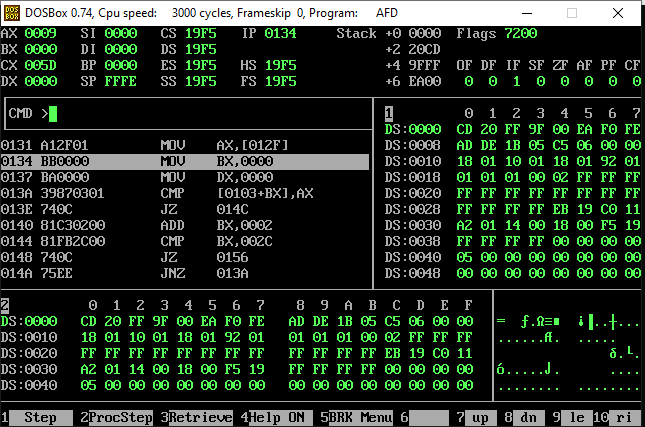 DOS BOX DOSBox 0.74, Cpu speed: 3000 cycles, Frameskip 0, Program: AFD
AX 0009 SI 0000 CS 19F5 IP 0134 Stack +0 0000 Flags 7200
BX 0000 DI 0000 DS 19F5 +2 20CD
CX 005D BP 0000 ES 19F5 HS 19F5 +4 9FFF OF DF IF SF ZF AF PF CF
DX 0000 SP FFFE SS 19F5 FS 19F5 +6 EA00 0 0 1 0 0 0 0 0
CMD >
1 0 1 2 3 4 5 6 7
DS:0000 CD 20 FF 9F 00 EA F0 FE
DS:0008 AD DE 1B 05 C5 06 00 00
DS:0010 18 01 10 01 18 01 92 01
DS:0018 01 01 01 00 02 FF FF FF
DS:0020 FF FF FF FF FF FF FF FF
DS:0028 FF FF FF FF EB 19 C0 11
DS:0030 A2 01 14 00 18 00 F5 19
DS:0038 FF FF FF FF 00 00 00 00
DS:0040 05 00 00 00 00 00 00 00
DS:0048 00 00 00 00 00 00 00 00
0131 A12F01 MOV AX,[012F]
0134 BB0000 MOV BX,0000
0137 BA0000 MOV DX,0000
013A 39870301 CMP [0103+BX],AX
013E 740C JZ 014C
0140 81C30200 ADD BX,0002
0144 81FB2C00 CMP BX,002C
0148 740C JZ 0156
014A 75EE JNZ 013A
2 0 1 2 3 4 5 6 7 8 9 A B C D E F
DS:0000 CD 20 FF 9F 00 EA F0 FE AD DE 1B 05 C5 06 00 00
DS:0010 18 01 10 01 18 01 92 01 01 01 01 00 02 FF FF FF
DS:0020 FF FF FF FF FF FF FF FF FF FF FF FF EB 19 C0 11
DS:0030 A2 01 14 00 18 00 F5 19 FF FF FF FF 00 00 00 00
DS:0040 05 00 00 00 00 00 00 00 00 00 00 00 00 00 00 00
═ ƒ.Ω≡■ ¡▐..┼...
......Æ.
δ.└.
ó.....⌡. ....
........ ........
1 Step 2 ProcStep 3 Retrieve 4 Help ON 5 BRK Menu 6 7 up 8 dn 9 le 10 ri